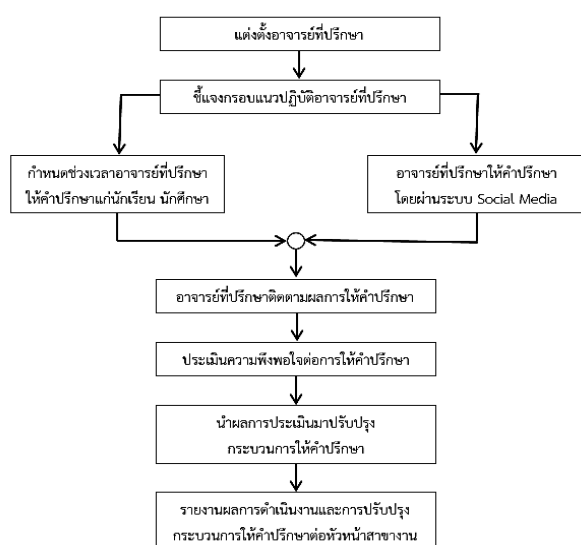 แต่งตั้งอาจารย์ที่ปรึกษา
ชี้แจงกรอบแนวปฏิบัติอาจารย์ที่ปรึกษา
กำหนดช่วงเวลาอาจารย์ที่ปรึกษา
ให้คำปรึกษาแก่นักเรียน นักศึกษา
อาจารย์ที่ปรึกษาให้คำปรึกษา
โดยผ่านระบบ Social Media
อาจารย์ที่ปรึกษาติดตามผลการให้คำปรึกษา
ประเมินความพึงพอใจต่อการให้คำปรึกษา
นำผลการประเมินมาปรับปรุง
กระบวนการให้คำปรึกษา
รายงานผลการดำเนินงานและการปรับปรุง
กระบวนการให้คำปรึกษาต่อหัวหน้าสาขางาน